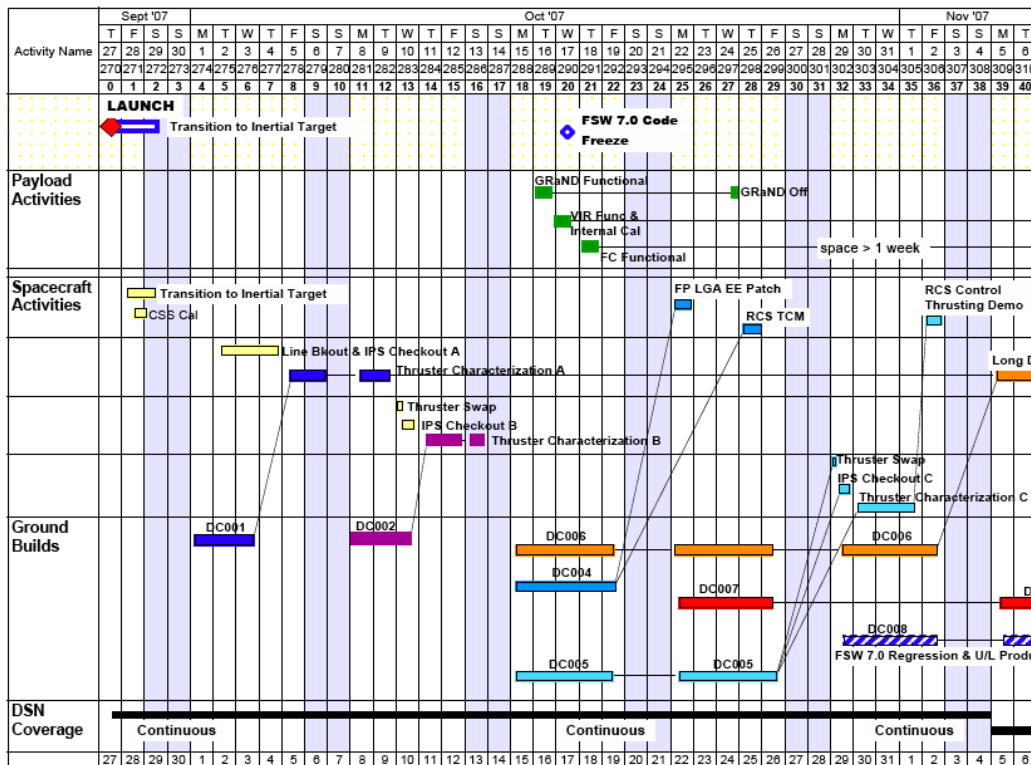 Sept '07 Oct '07 Nov '07
Activity Name
T F S S M T W T F S S M T W T F S S M T W T F S S M T W T F S S M T W T F S S M T
27 28 29 30 1 2 3 4 5 6 7 8 9 10 11 12 13 14 15 16 17 18 19 20 21 22 23 24 25 26 27 28 29 30 31 1 2 3 4 5 6
270 271 272 273 274 275 276 277 278 279 280 281 282 283 284 285 286 287 288 289 290 291 292 293 294 295 296 297 298 299 300 301 302 303 304 305 306 307 308 309 310
0 1 2 3 4 5 6 7 8 9 10 11 12 13 14 15 16 17 18 19 20 21 22 23 24 25 26 27 28 29 30 31 32 33 34 35 36 37 38 39 40
LAUNCH
Transition to Inertial Target
FSW 7.0 Code
Freeze
Payload
Activities
GRaND Functional
GRaND Off
VIR Func &
Internal Cal
FC Functional
space > 1 week
Spacecraft
Activities
Transition to Inertial Target
CSS Cal
FP LGA EE Patch
RCS TCM
RCS Control
Thrusting Demo
Line Bkout & IPS Checkout A
Thruster Characterization A
Long D
Thruster Swap
IPS Checkout B
Thruster Characterization B
Thruster Swap
IPS Checkout C
Thruster Characterization C
Ground
Builds
DC001
DC002
DC006
DC006
DC004
DC007
D
DC008
FSW 7.0 Regression & U/L Produ
DC005
DC005
DSN
Coverage
Continuous
Continuous
Continuous
27 28 29 30 1 2 3 4 5 6 7 8 9 10 11 12 13 14 15 16 17 18 19 20 21 22 23 24 25 26 27 28 29 30 31 1 2 3 4 5 6